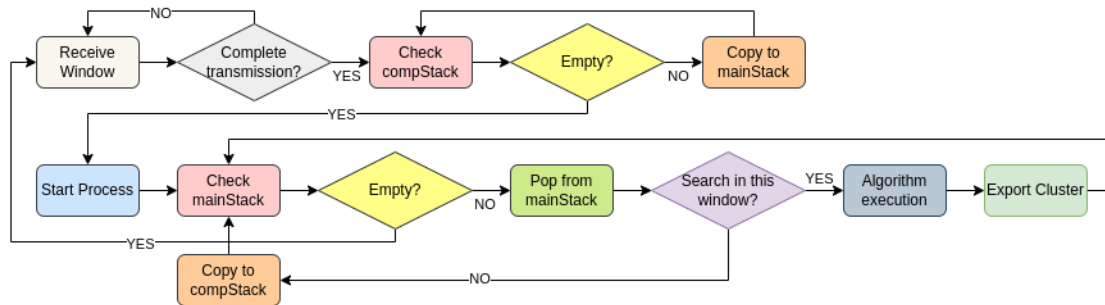 NO
Receive
Window
Complete
transmission?
YES
Check
compStack
Empty?
NO
Copy to
mainStack
YES
Start Process
Check
mainStack
Empty?
NO
Pop from
mainStack
Search in this
window?
YES
Algorithm
execution
Export Cluster
YES
Copy to
compStack
NO